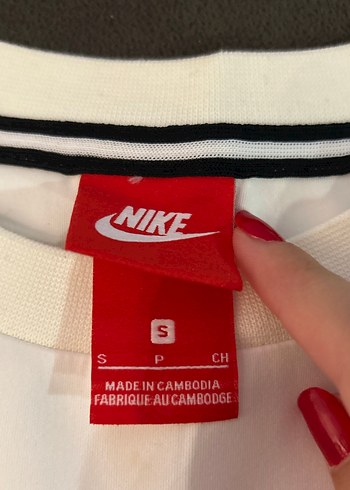 NIKE
S
S P CH
MADE IN CAMBODIA
FABRIQUE AU CAMBODGE